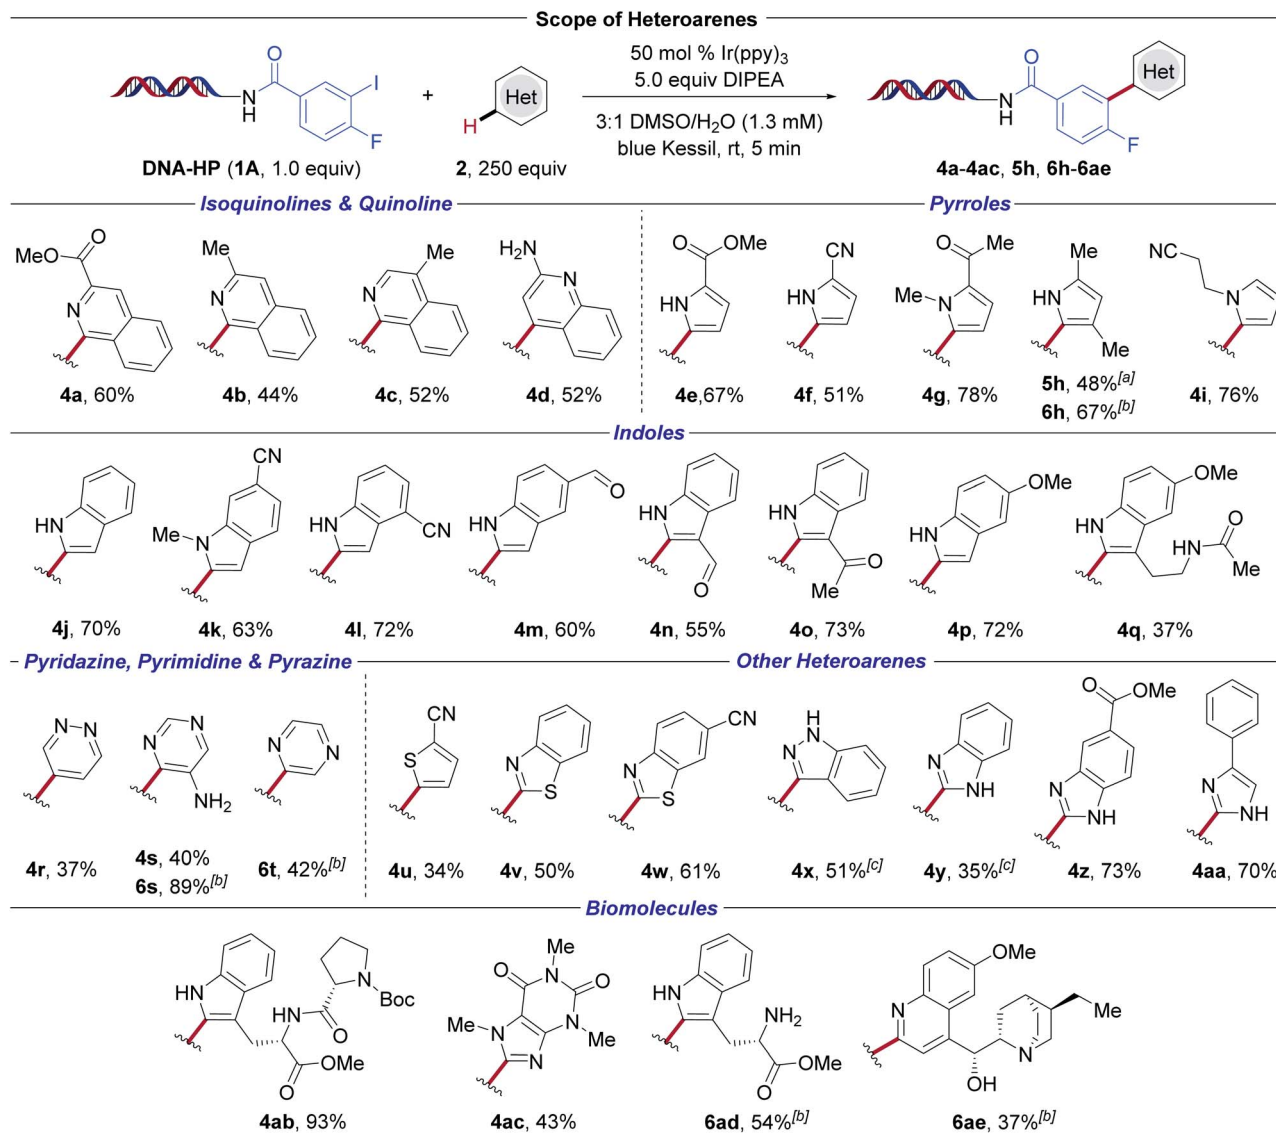 Scope of Heteroarenes
O
N
H
I
F
DNA-HP (1A, 1.0 equiv)
+
H
Het
2, 250 equiv
50 mol % Ir(ppy)3
5.0 equiv DIPEA
3:1 DMSO/H2O (1.3 mM)
blue Kessil, rt, 5 min
O
N
H
Het
F
4a-4ac, 5h, 6h-6ae
Isoquinolines & Quinoline
Pyrroles
MeO
O
N
4a, 60%
Me
N
4b, 44%
Me
N
4c, 52%
H2N
N
4d, 52%
O
OMe
HN
4e,67%
CN
HN
4f, 51%
O
Me
Me
N
4g, 78%
Me
HN
Me
5h, 48%[a]
6h, 67%[b]
NC
N
4i, 76%
Indoles
HN
4j, 70%
CN
Me
N
4k, 63%
HN
CN
4l, 72%
HN
O
4m, 60%
HN
O
4n, 55%
HN
O
Me
4o, 73%
OMe
HN
4p, 72%
OMe
HN
HN
O
Me
4q, 37%
Pyridazine, Pyrimidine & Pyrazine
Other Heteroarenes
N
N
4r, 37%
N
N
NH2
4s, 40%
6s, 89%[b]
N
N
6t, 42%[b]
CN
S
4u, 34%
N
S
4v, 50%
CN
N
S
4w, 61%
H
N
N
4x, 51%[c]
N
NH
4y, 35%[c]
O
OMe
N
NH
4z, 73%
N
NH
4aa, 70%
Biomolecules
HN
HN
N
Boc
O
OMe
O
4ab, 93%
Me
O
N
O
Me
N
N
Me
N
4ac, 43%
HN
NH2
OMe
O
6ad, 54%[b]
OMe
N
N
OH
Me
6ae, 37%[b]